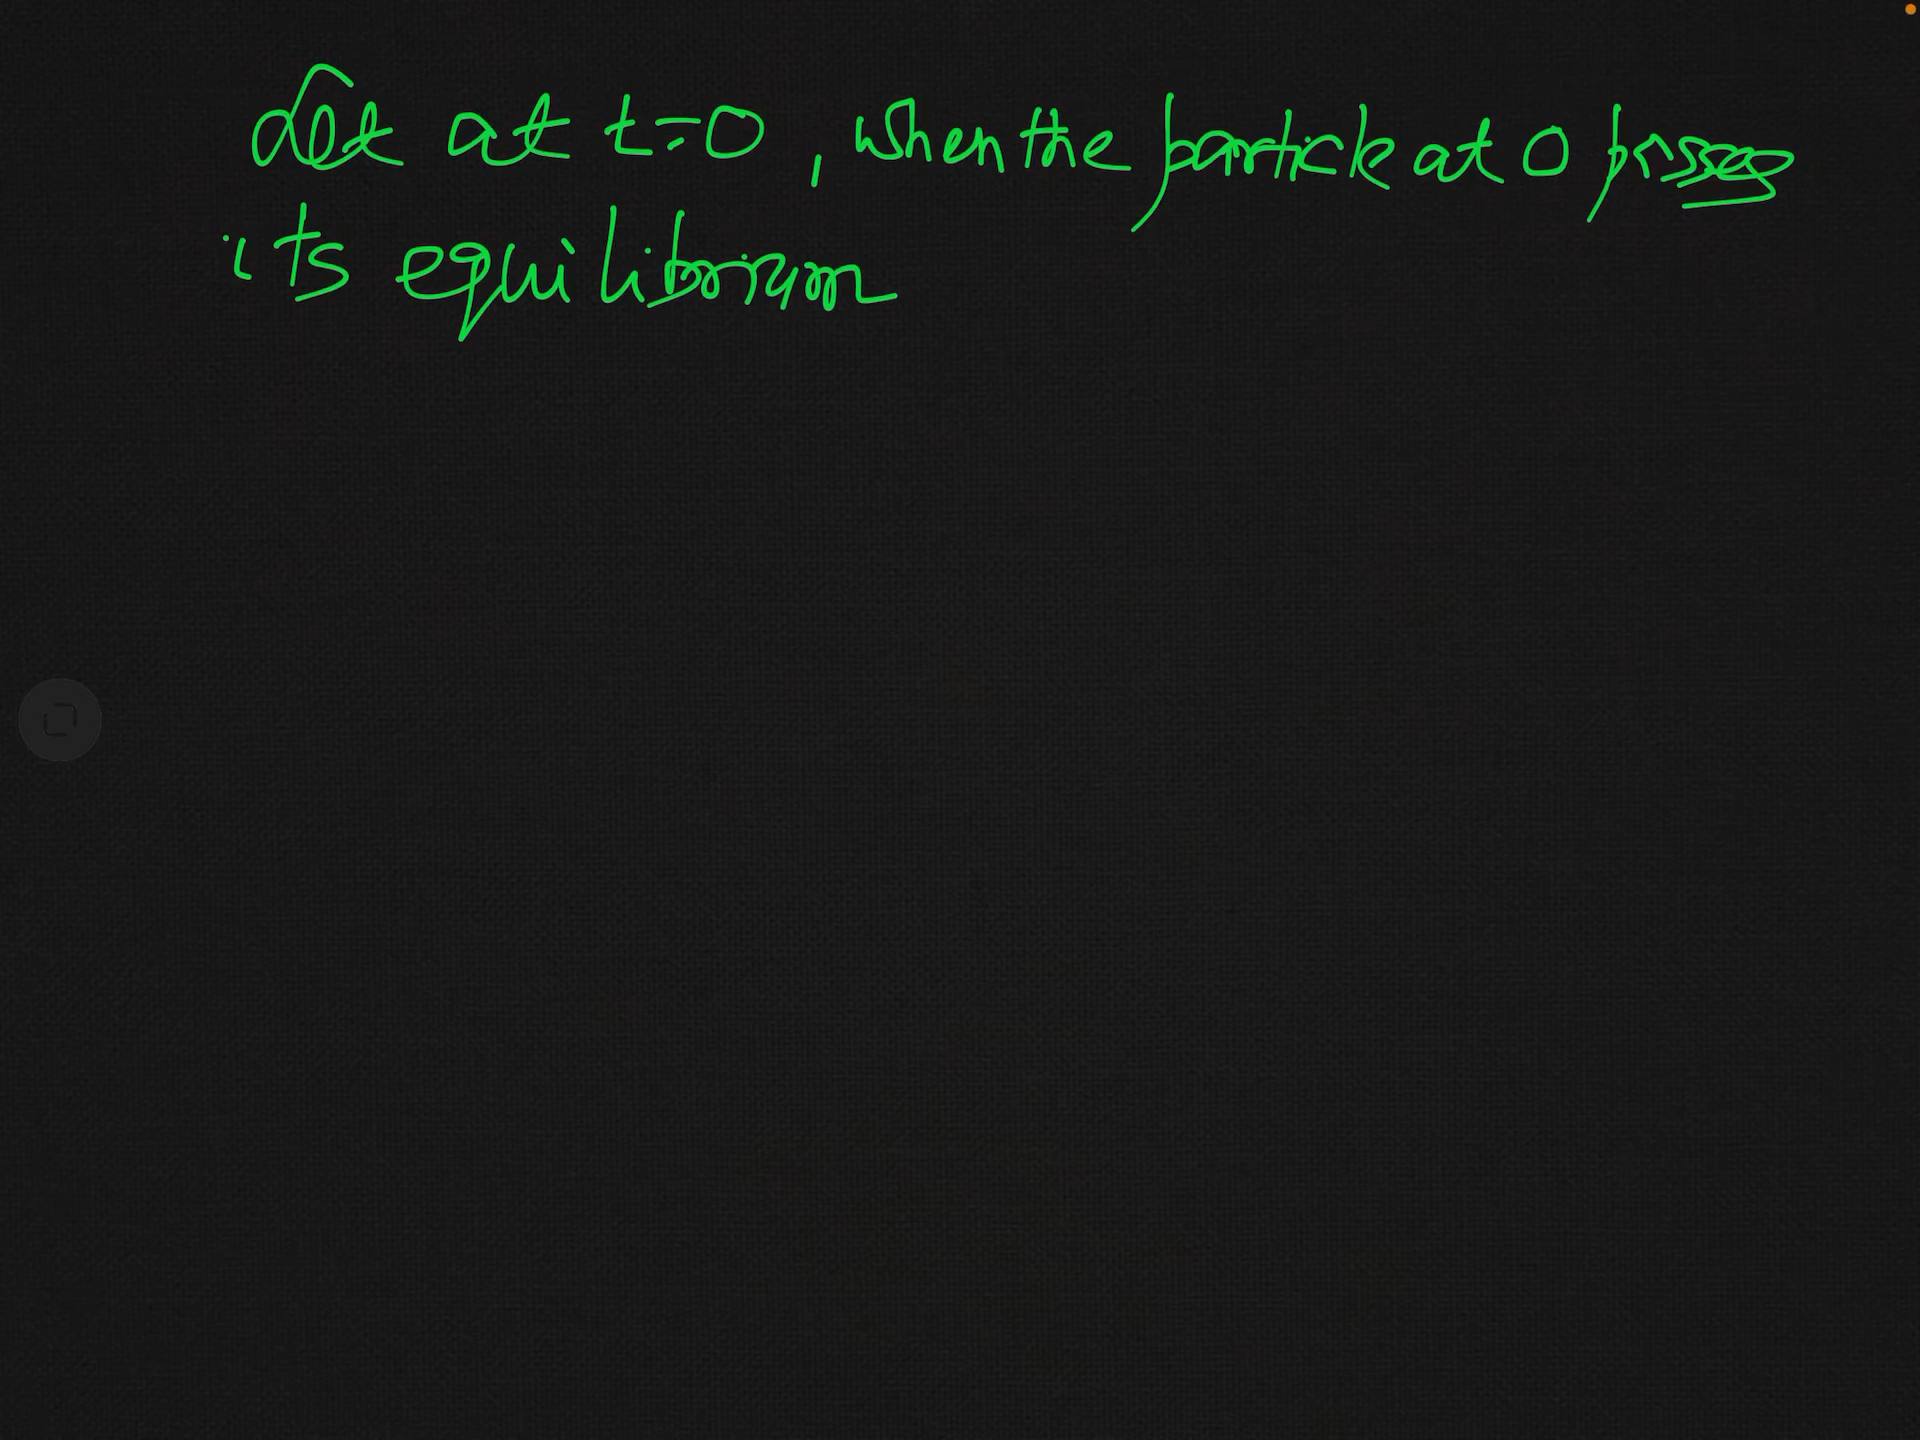 Let at t=0, when the particle at O passes
its equilibrium